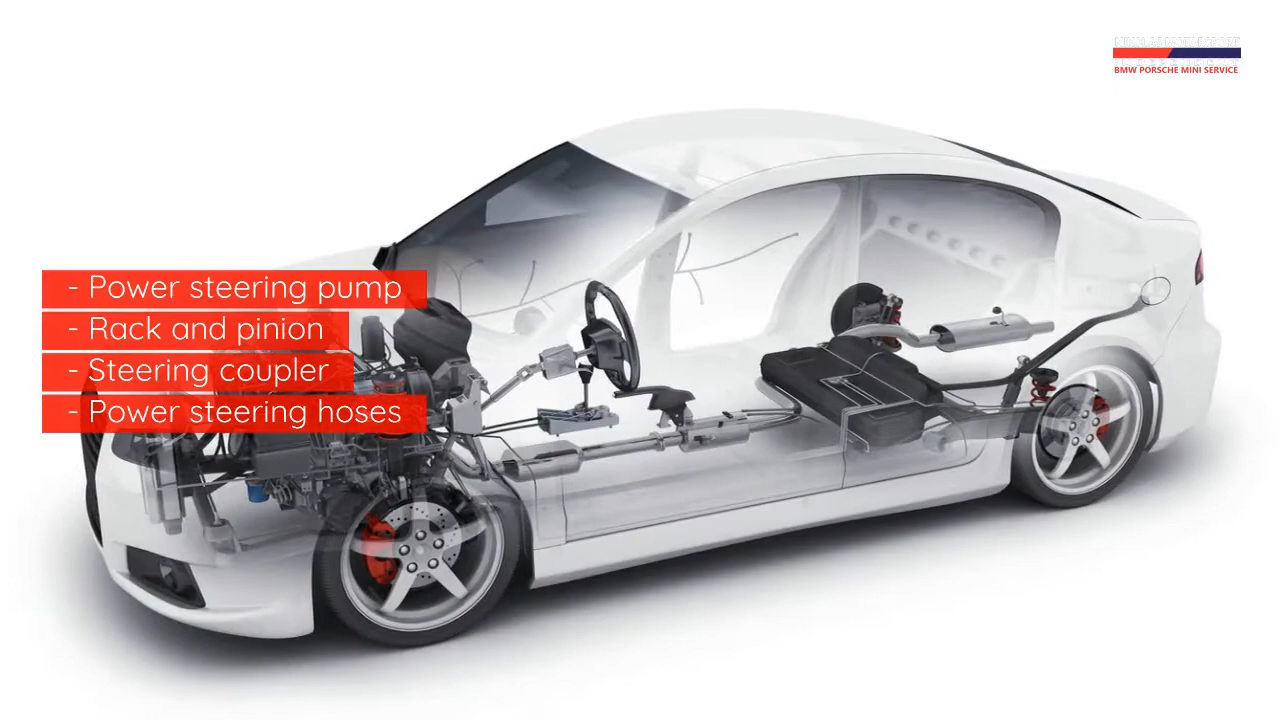 BMW PORSCHE MINI SERVICE
- Power steering pump
- Rack and pinion
- Steering coupler
- Power steering hoses